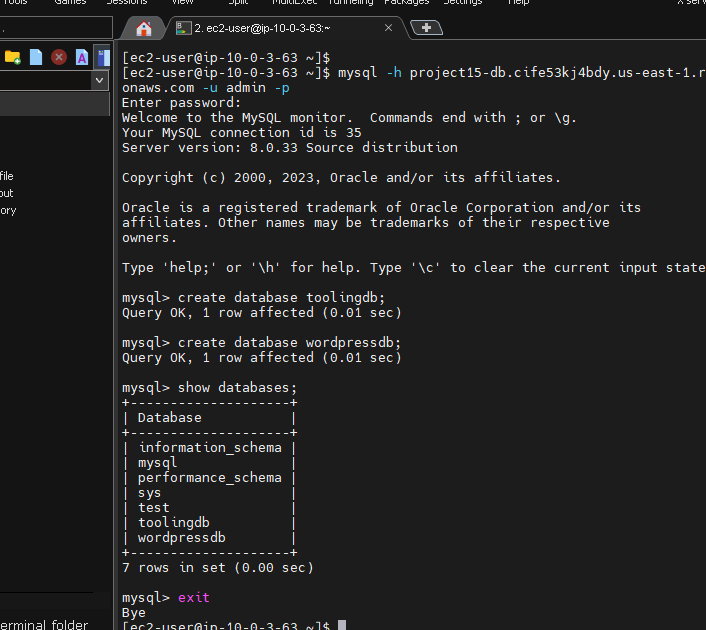 Tools Games Sessions View Split MultiExec Tunneling Packages Settings Help
2. ec2-user@ip-10-0-3-63:~
file
out
ory
erminal folder
[ec2-user@ip-10-0-3-63 ~]$
[ec2-user@ip-10-0-3-63 ~]$ mysql -h project15-db.cife53kj4bdy.us-east-1.r
onaws.com -u admin -p
Enter password:
Welcome to the MySQL monitor.  Commands end with ; or \g.
Your MySQL connection id is 35
Server version: 8.0.33 Source distribution
Copyright (c) 2000, 2023, Oracle and/or its affiliates.
Oracle is a registered trademark of Oracle Corporation and/or its
affiliates. Other names may be trademarks of their respective
owners.
Type 'help;' or '\h' for help. Type '\c' to clear the current input state
mysql> create database toolingdb;
Query OK, 1 row affected (0.01 sec)
mysql> create database wordpressdb;
Query OK, 1 row affected (0.01 sec)
mysql> show databases;
+--------------------+
| Database           |
+--------------------+
| information_schema |
| mysql              |
| performance_schema |
| sys                |
| test               |
| toolingdb          |
| wordpressdb        |
+--------------------+
7 rows in set (0.00 sec)
mysql> exit
Bye
[ec2-user@ip-10-0-3-63 ~]$